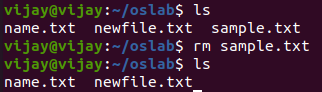 vijay@vijay:~/oslab$ ls
name.txt  newfile.txt  sample.txt
vijay@vijay:~/oslab$ rm sample.txt
vijay@vijay:~/oslab$ ls
name.txt  newfile.txt